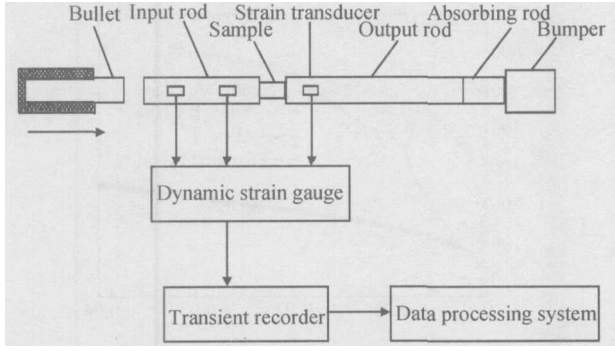 Bullet
Input rod
Strain transducer
Absorbing rod
Sample
Output rod
Bumper
Dynamic strain gauge
Transient recorder
Data processing system